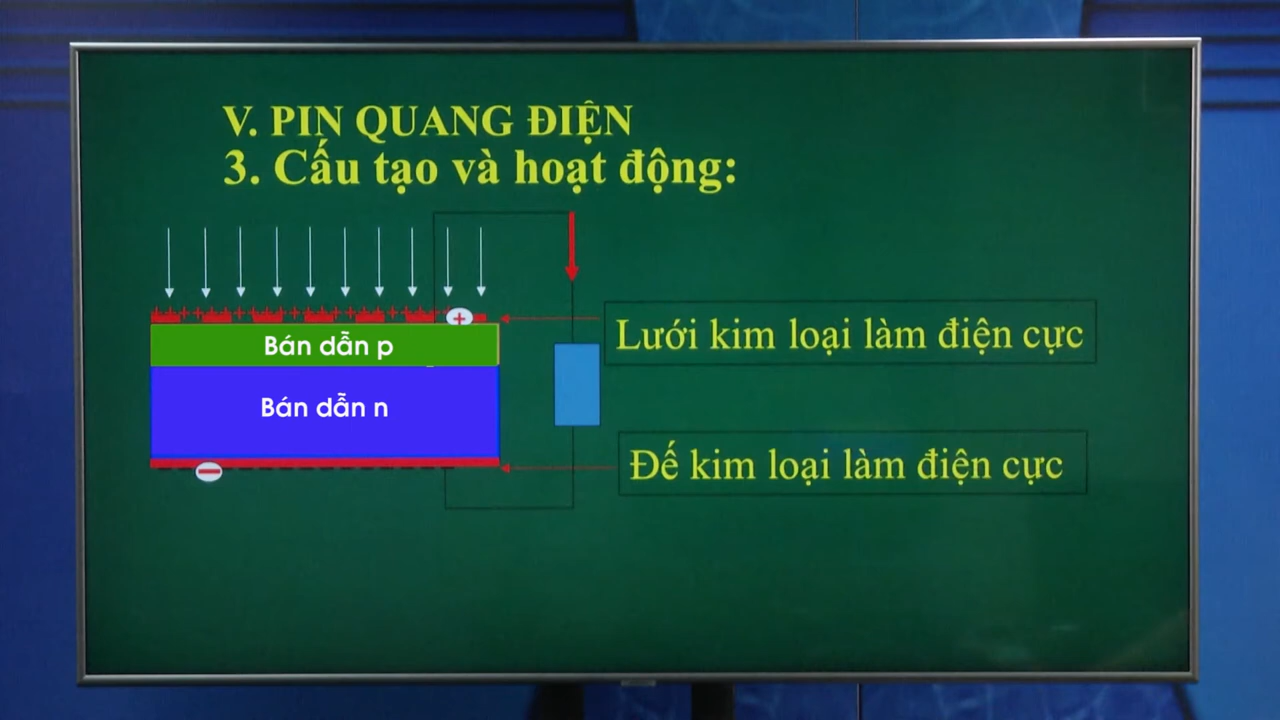 V. PIN QUANG ĐIỆN
3. Cấu tạo và hoạt động:
Lưới kim loại làm điện cực
Bán dẫn p
Bán dẫn n
Đế kim loại làm điện cực